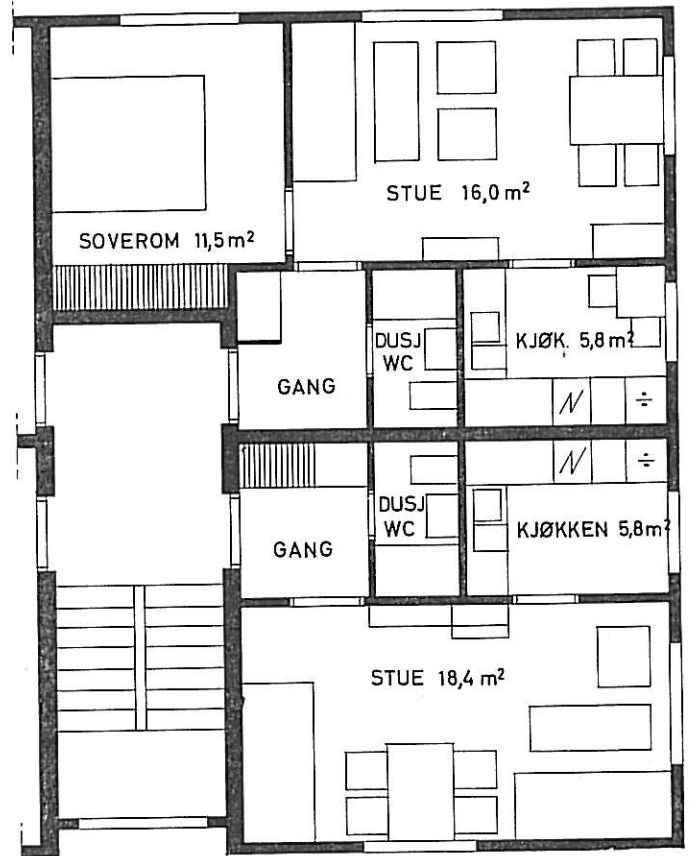 STUE 16,0 m²
SOVEROM 11,5 m²
DUSJ
WC
KJØK. 5,8 m²
GANG
DUSJ
WC
KJØKKEN 5,8 m²
GANG
STUE 18,4 m²